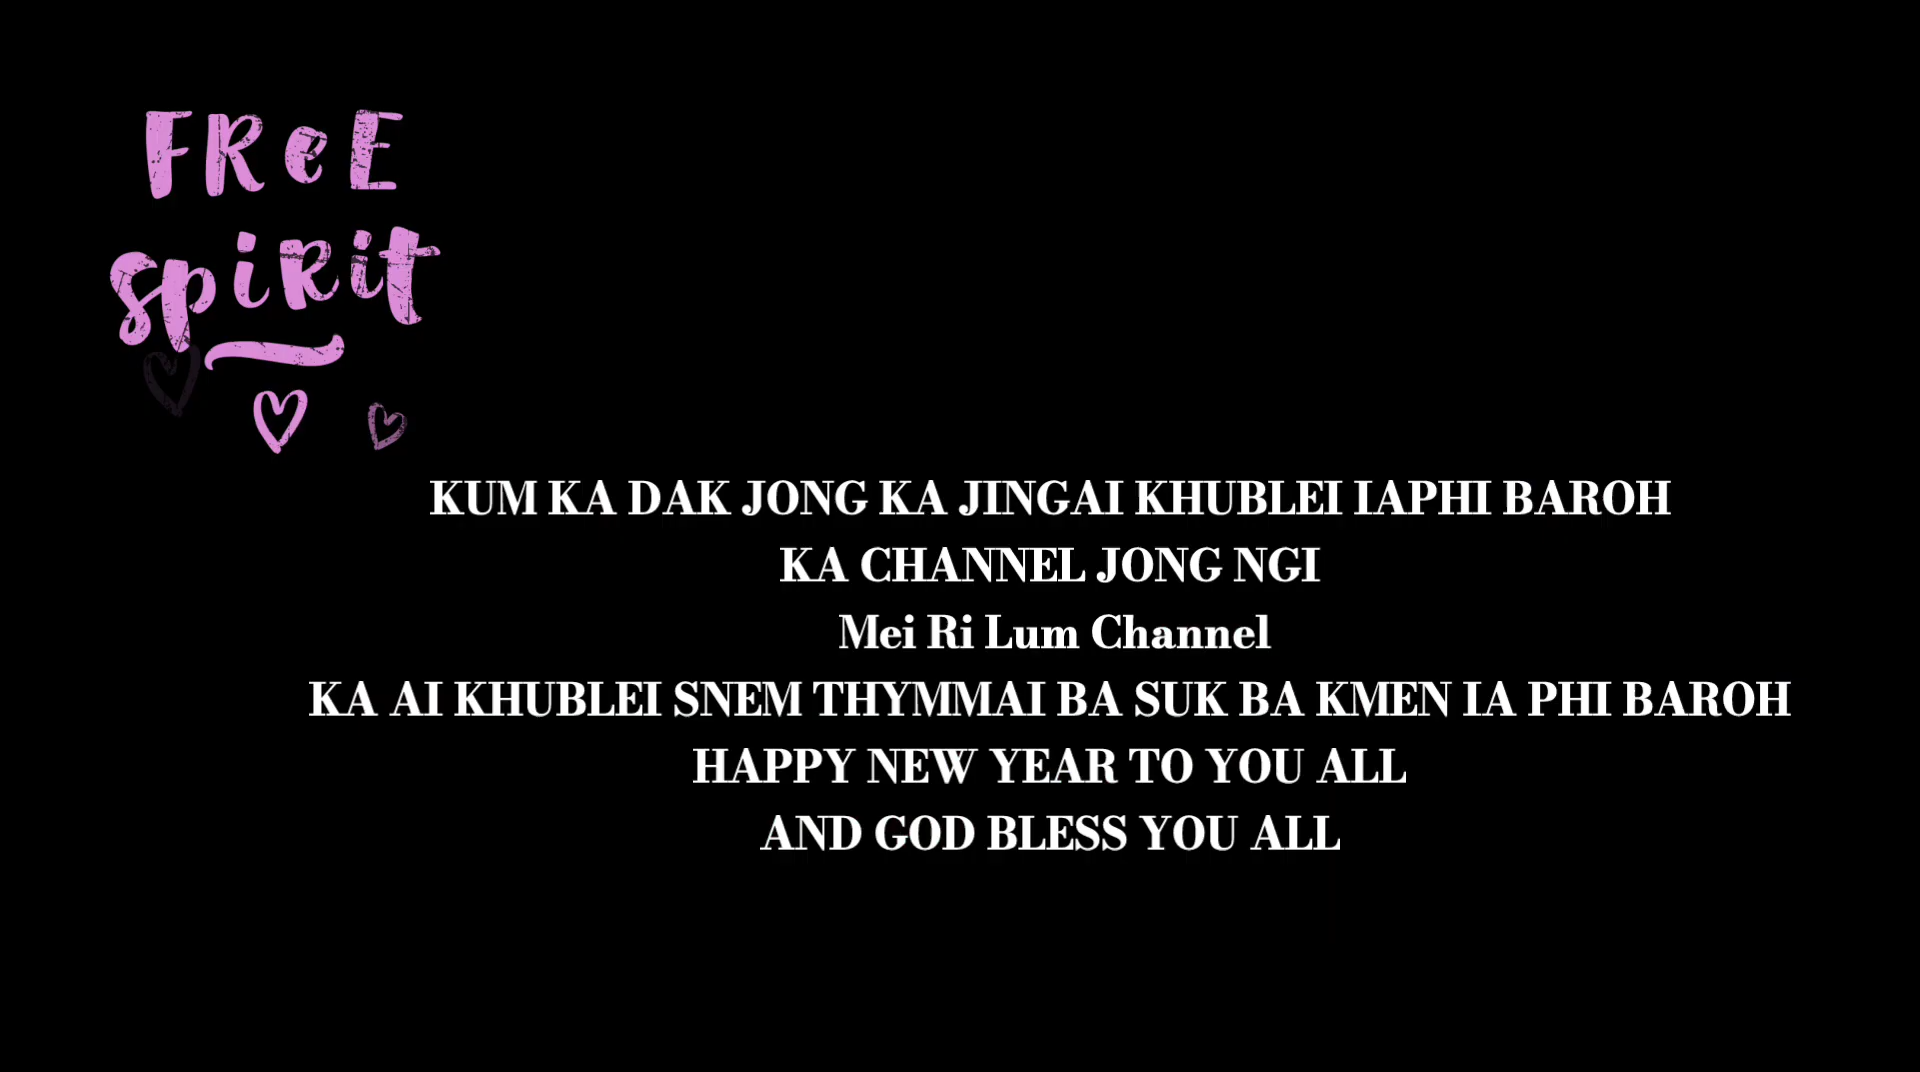 FReE
spiRit
KUM KA DAK JONG KA JINGAI KHUBLEI IAPHI BAROH
KA CHANNEL JONG NGI
Mei Ri Lum Channel
KA AI KHUBLEI SNEM THYMMAI BA SUK BA KMEN IA PHI BAROH
HAPPY NEW YEAR TO YOU ALL
AND GOD BLESS YOU ALL